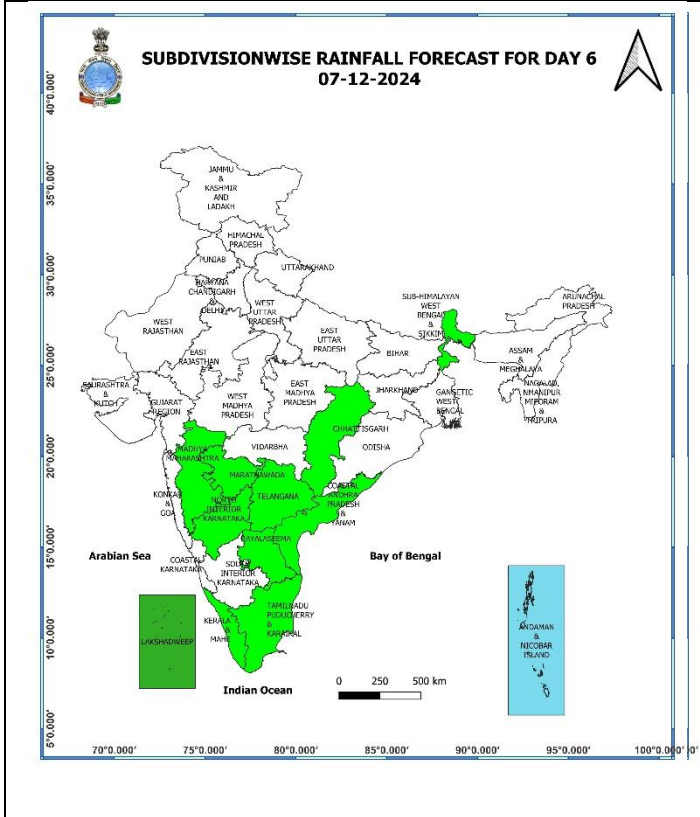 SUBDIVISIONWISE RAINFALL FORECAST FOR DAY 6
07-12-2024
40°0.000'
35°0.000'
30°0.000'
25°0.000'
20°0.000'
15°0.000'
10°0.000'
5°0.000'
JAMMU
&
KASHMIR
AND
LADAKH
HIMACHAL
PRADESH
PUNJAB
UTTARAKHAND
HARYANA
CHANDIGARH
&
DELHI
WEST
UTTAR
PRADESH
WEST
RAJASTHAN
EAST
RAJASTHAN
EAST
UTTAR
PRADESH
BIHAR
SUB-HIMALAYAN
WEST
BENGAL
&
SIKKIM
ARUNACHAL
PRADESH
ASSAM
&
MEGHALAYA
NAGALAD,
MNANIPUR
MIZORAM
&
TRIPURA
SAURASHTRA
&
KUTCH
GUJARAT
REGION
WEST
MADHYA
PRADESH
EAST
MADHYA
PRADESH
JHARKHAND
GANGETIC
WEST
BENGAL
CHHATTISGARH
ODISHA
VIDARBHA
MADHYA
MAHARASHTRA
MARATHWADA
KONKAN
&
GOA
NORTH
INTERIOR
KARNATAKA
TELANGANA
COASTAL
ANDHRA
PRADESH
&
YANAM
RAYALASEEMA
Arabian Sea
Bay of Bengal
COASTAL
KARNATAKA
SOUTH
INTERIOR
KARNATAKA
KERALA
&
MAHE
TAMILNADU
PUDUCHERRY
&
KARAIKAL
LAKSHADWEEP
ANDAMAN
&
NICOBAR
ISLAND
Indian Ocean
0 250 500 km
70°0.000' 75°0.000' 80°0.000' 85°0.000' 90°0.000' 95°0.000' 100°0.000'